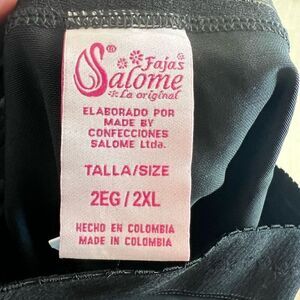 Fajas
Salome®
La original
ELABORADO POR
MADE BY
CONFECCIONES
SALOME Ltda.
TALLA/SIZE
2EG/2XL
HECHO EN COLOMBIA
MADE IN COLOMBIA